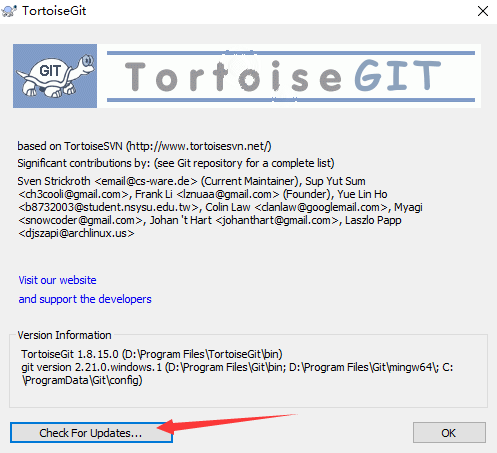 TortoiseGit
GIT
TortoiseGIT
based on TortoiseSVN (http://www.tortoisesvn.net/)
Significant contributions by: (see Git repository for a complete list)
Sven Strickroth <email@cs-ware.de> (Current Maintainer), Sup Yut Sum
<ch3cooli@gmail.com>, Frank Li <lznuaa@gmail.com> (Founder), Yue Lin Ho
<b8732003@student.nsysu.edu.tw>, Colin Law <clanlaw@googlemail.com>, Myagi
<snowcoder@gmail.com>, Johan 't Hart <johanthart@gmail.com>, Laszlo Papp
<djszapi@archlinux.us>
Visit our website
and support the developers
Version Information
TortoiseGit 1.8.15.0 (D:\Program Files\TortoiseGit\bin)
git version 2.21.0.windows.1 (D:\Program Files\Git\bin; D:\Program Files\Git\mingw64\; C:
\ProgramData\Git\config)
Check For Updates...
OK